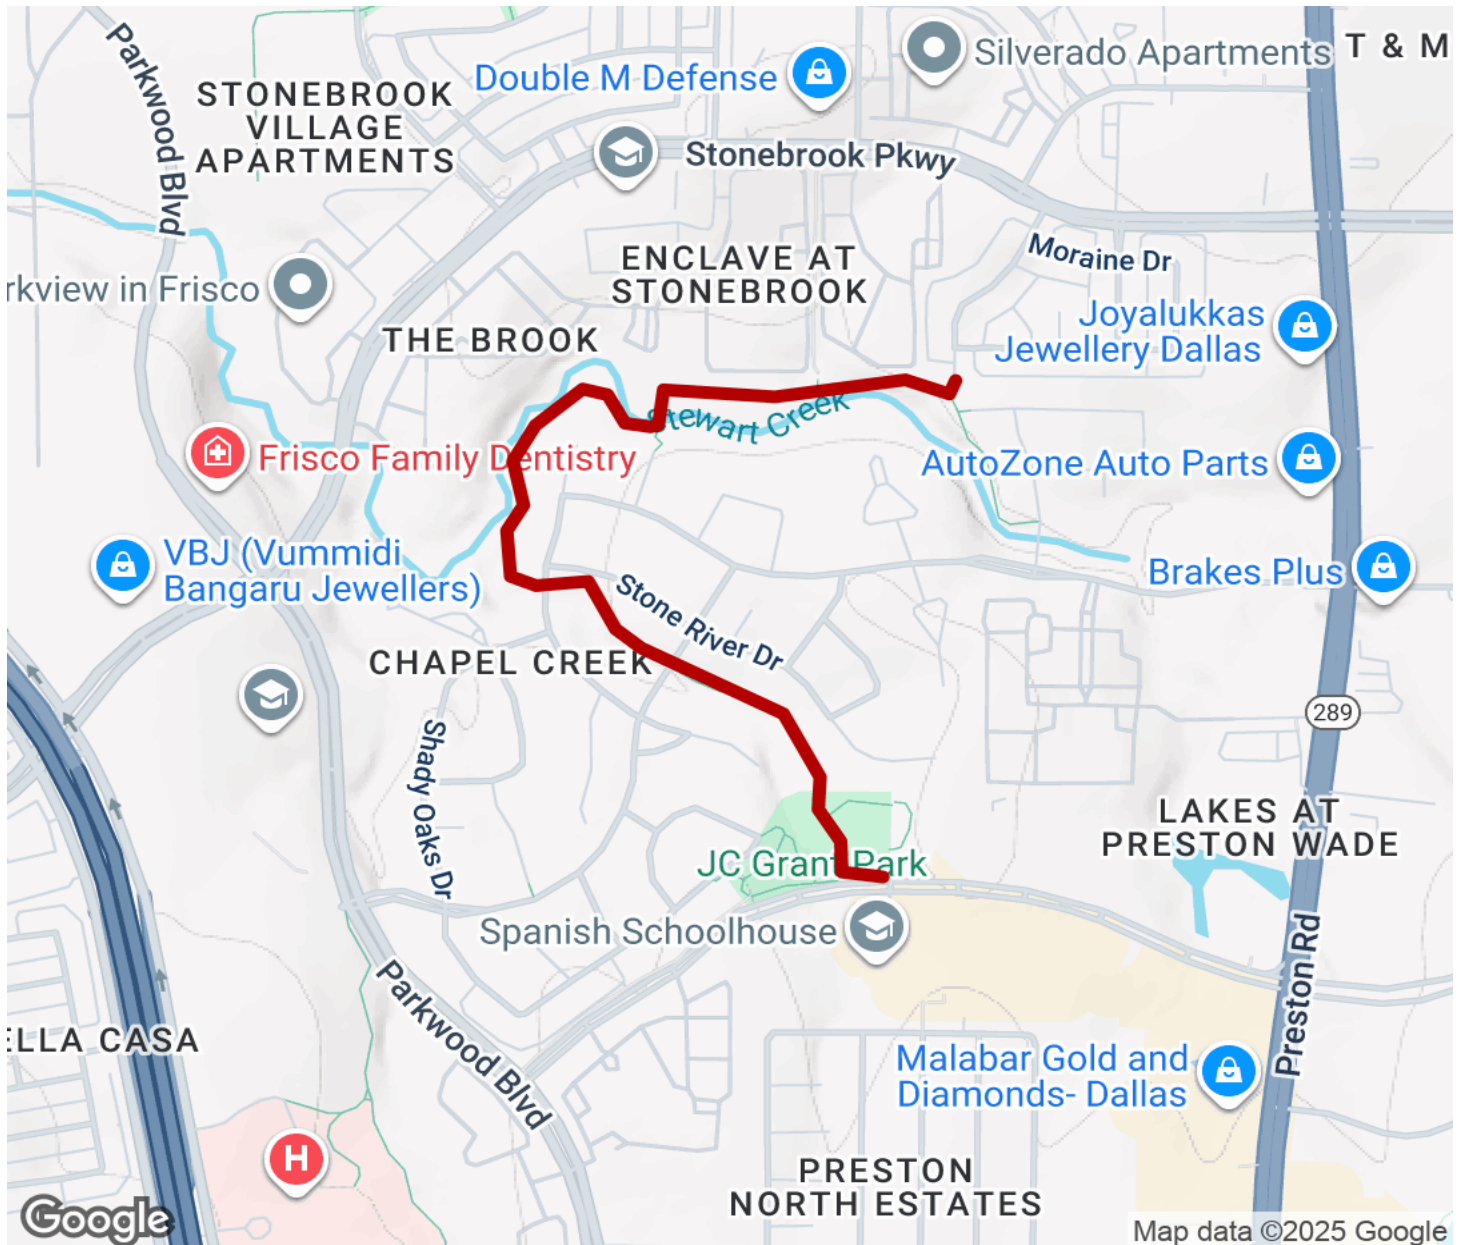 Parkwood Blvd
STONEBROOK
VILLAGE
APARTMENTS
Double M Defense
Silverado Apartments
T & M
Stonebrook Pkwy
Moraine Dr
ENCLAVE AT
STONEBROOK
rkview in Frisco
THE BROOK
Joyalukkas
Jewellery Dallas
Stewart Creek
Frisco Family Dentistry
AutoZone Auto Parts
VBJ (Vummidi
Bangaru Jewellers)
Brakes Plus
Stone River Dr
CHAPEL CREEK
289
Shady Oaks Dr
LAKES AT
PRESTON WADE
JC Grant Park
Spanish Schoolhouse
Preston Rd
Parkwood Blvd
ELLA CASA
Malabar Gold and
Diamonds- Dallas
H
PRESTON
NORTH ESTATES
Google
Map data ©2025 Google